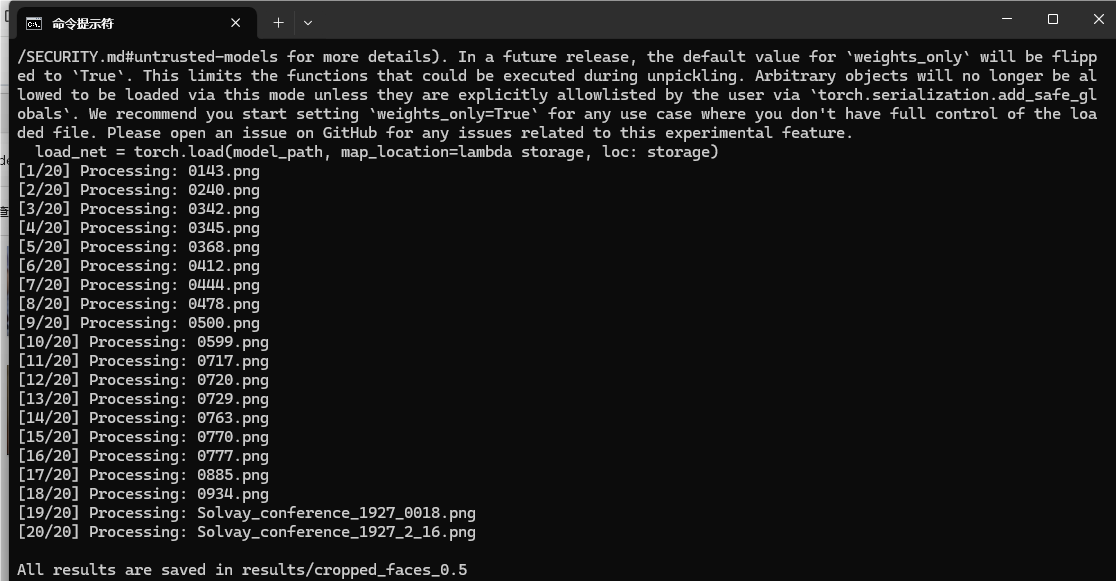 命令提示符
/SECURITY.md#untrusted-models for more details). In a future release, the default value for `weights_only` will be flipp
ed to `True`. This limits the functions that could be executed during unpickling. Arbitrary objects will no longer be al
lowed to be loaded via this mode unless they are explicitly allowlisted by the user via `torch.serialization.add_safe_gl
obals`. We recommend you start setting `weights_only=True` for any use case where you don't have full control of the loa
ded file. Please open an issue on GitHub for any issues related to this experimental feature.
  load_net = torch.load(model_path, map_location=lambda storage, loc: storage)
[1/20] Processing: 0143.png
[2/20] Processing: 0240.png
[3/20] Processing: 0342.png
[4/20] Processing: 0345.png
[5/20] Processing: 0368.png
[6/20] Processing: 0412.png
[7/20] Processing: 0444.png
[8/20] Processing: 0478.png
[9/20] Processing: 0500.png
[10/20] Processing: 0599.png
[11/20] Processing: 0717.png
[12/20] Processing: 0720.png
[13/20] Processing: 0729.png
[14/20] Processing: 0763.png
[15/20] Processing: 0770.png
[16/20] Processing: 0777.png
[17/20] Processing: 0885.png
[18/20] Processing: 0934.png
[19/20] Processing: Solvay_conference_1927_0018.png
[20/20] Processing: Solvay_conference_1927_2_16.png
All results are saved in results/cropped_faces_0.5